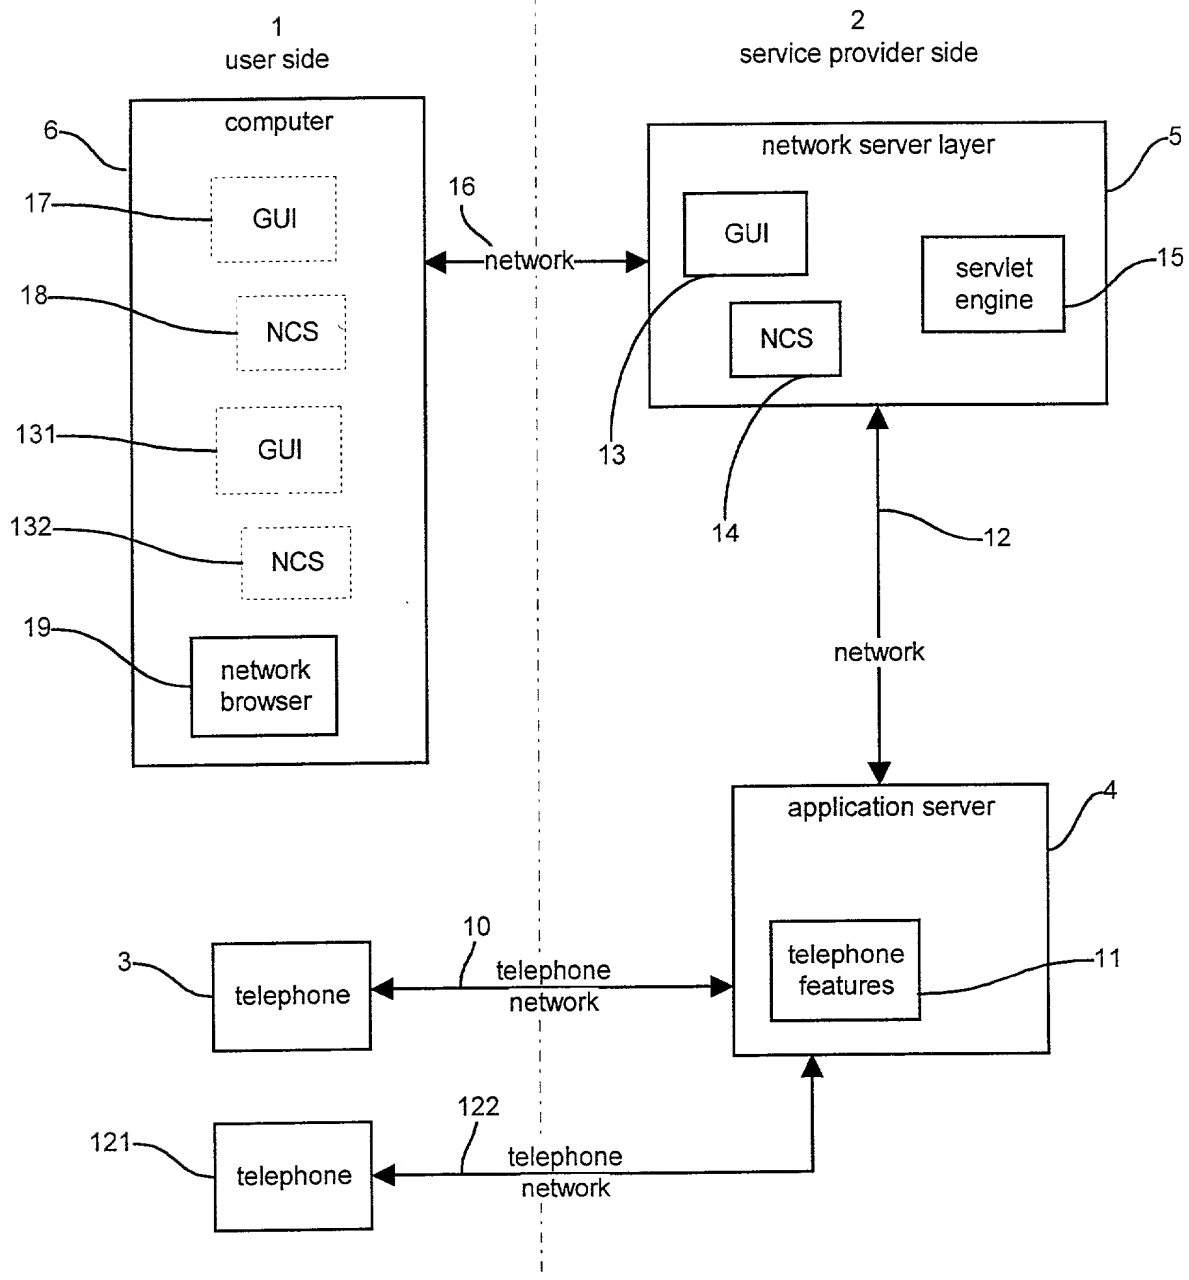 1
user side
2
service provider side
6
computer
17
GUI
18
NCS
131
GUI
132
NCS
19
network
browser
16
network
network server layer
5
GUI
servlet
engine
15
NCS
13
14
12
network
application server
4
telephone
features
11
3
telephone
10
telephone
network
121
telephone
122
telephone
network